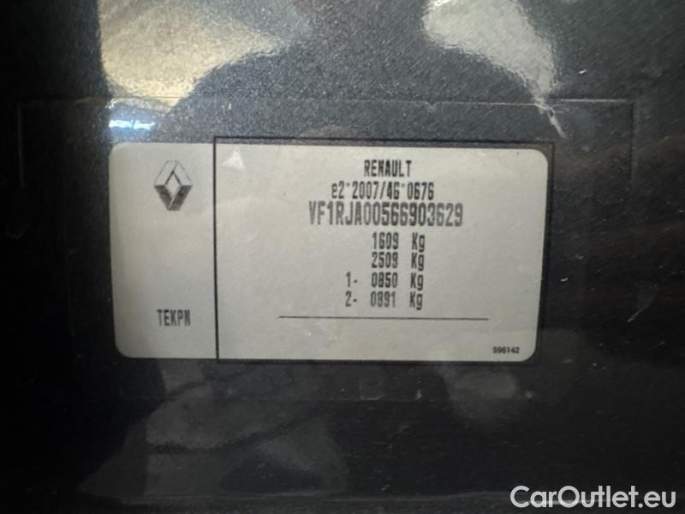 RENAULT
e2*2007/46*0676
VF1RJA00566903629
1609 Kg
2509 Kg
1- 0850 Kg
2- 0891 Kg
TEKPN
596142
CarOutlet.eu